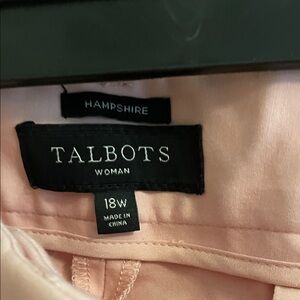 HAMPSHIRE
TALBOTS
WOMAN
18W
MADE IN
CHINA